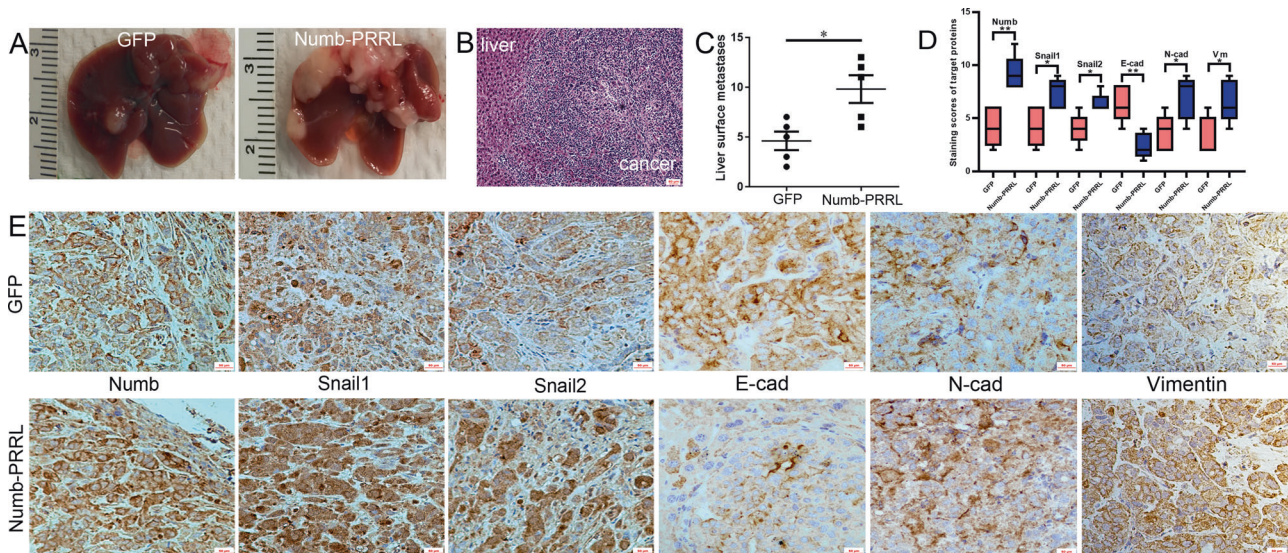 A
GFP
Numb-PRRL
3
2
3
2
B
liver
cancer
C
*
Liver surface metastases
15
10
5
0
GFP
Numb-PRRL
D
Staining scores of target proteins
15
10
5
0
Numb
**
Snail1
*
Snail2
*
E-cad
**
N-cad
*
Vm
*
GFP
Numb-PRRL
GFP
Numb-PRRL
GFP
Numb-PRRL
GFP
Numb-PRRL
GFP
Numb-PRRL
GFP
Numb-PRRL
E
GFP
Numb
Snail1
Snail2
E-cad
N-cad
Vimentin
Numb-PRRL